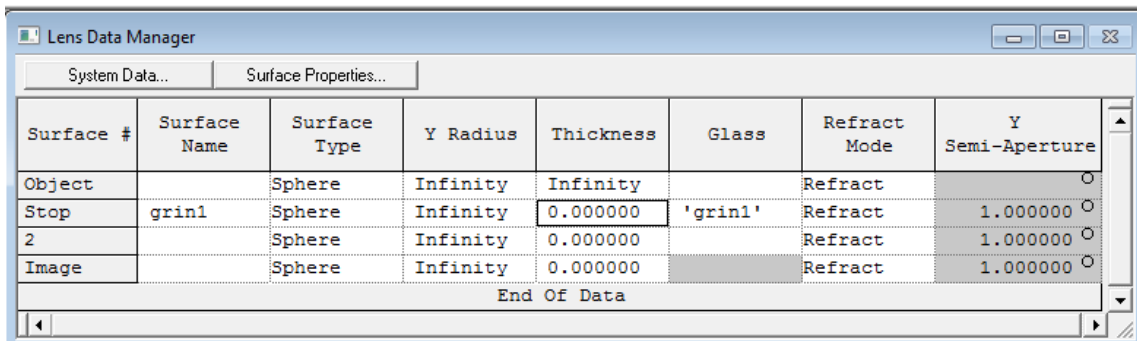 Lens Data Manager
System Data... Surface Properties...
Surface # Surface Name Surface Type Y Radius Thickness Glass Refract Mode Y Semi-Aperture
Object Sphere Infinity Infinity Refract
Stop grin1 Sphere Infinity 0.000000 'grin1' Refract 1.000000
2 Sphere Infinity 0.000000 Refract 1.000000
Image Sphere Infinity 0.000000 Refract 1.000000
End Of Data